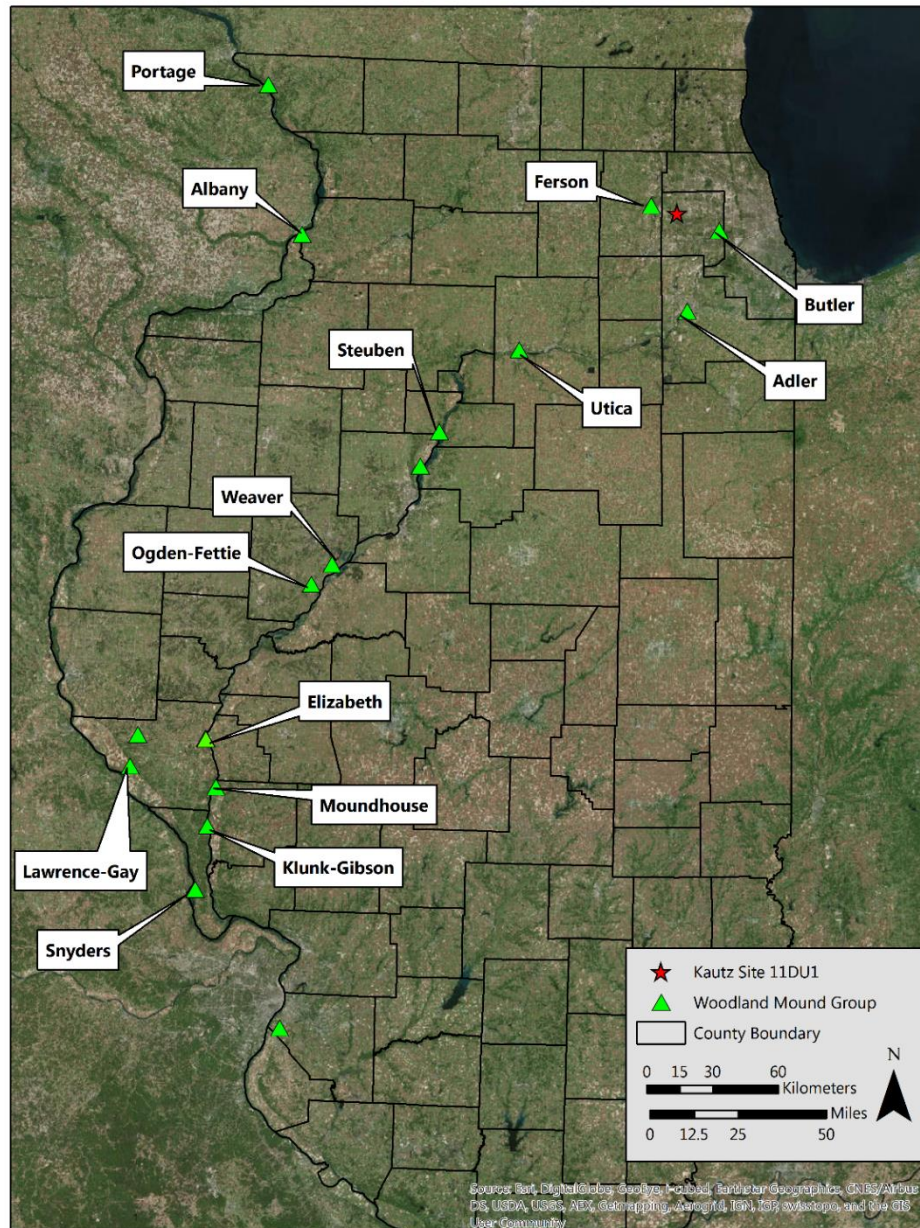 Portage
Albany
Ferson
Butler
Steuben
Adler
Utica
Weaver
Ogden-Fettie
Elizabeth
Moundhouse
Lawrence-Gay
Klunk-Gibson
Snyders
Kautz Site 11DU1
Woodland Mound Group
County Boundary
N
0 15 30 60
Kilometers
Miles
0 12.5 25 50
Source: Esri, DigitalGlobe, GeoEye, i-cubed, Earthstar Geographics, CNES/Airbus
DS, USDA, USGS, AEX, Getmapping, Aerogrid, IGN, IGP, swisstopo, and the GIS
User Community